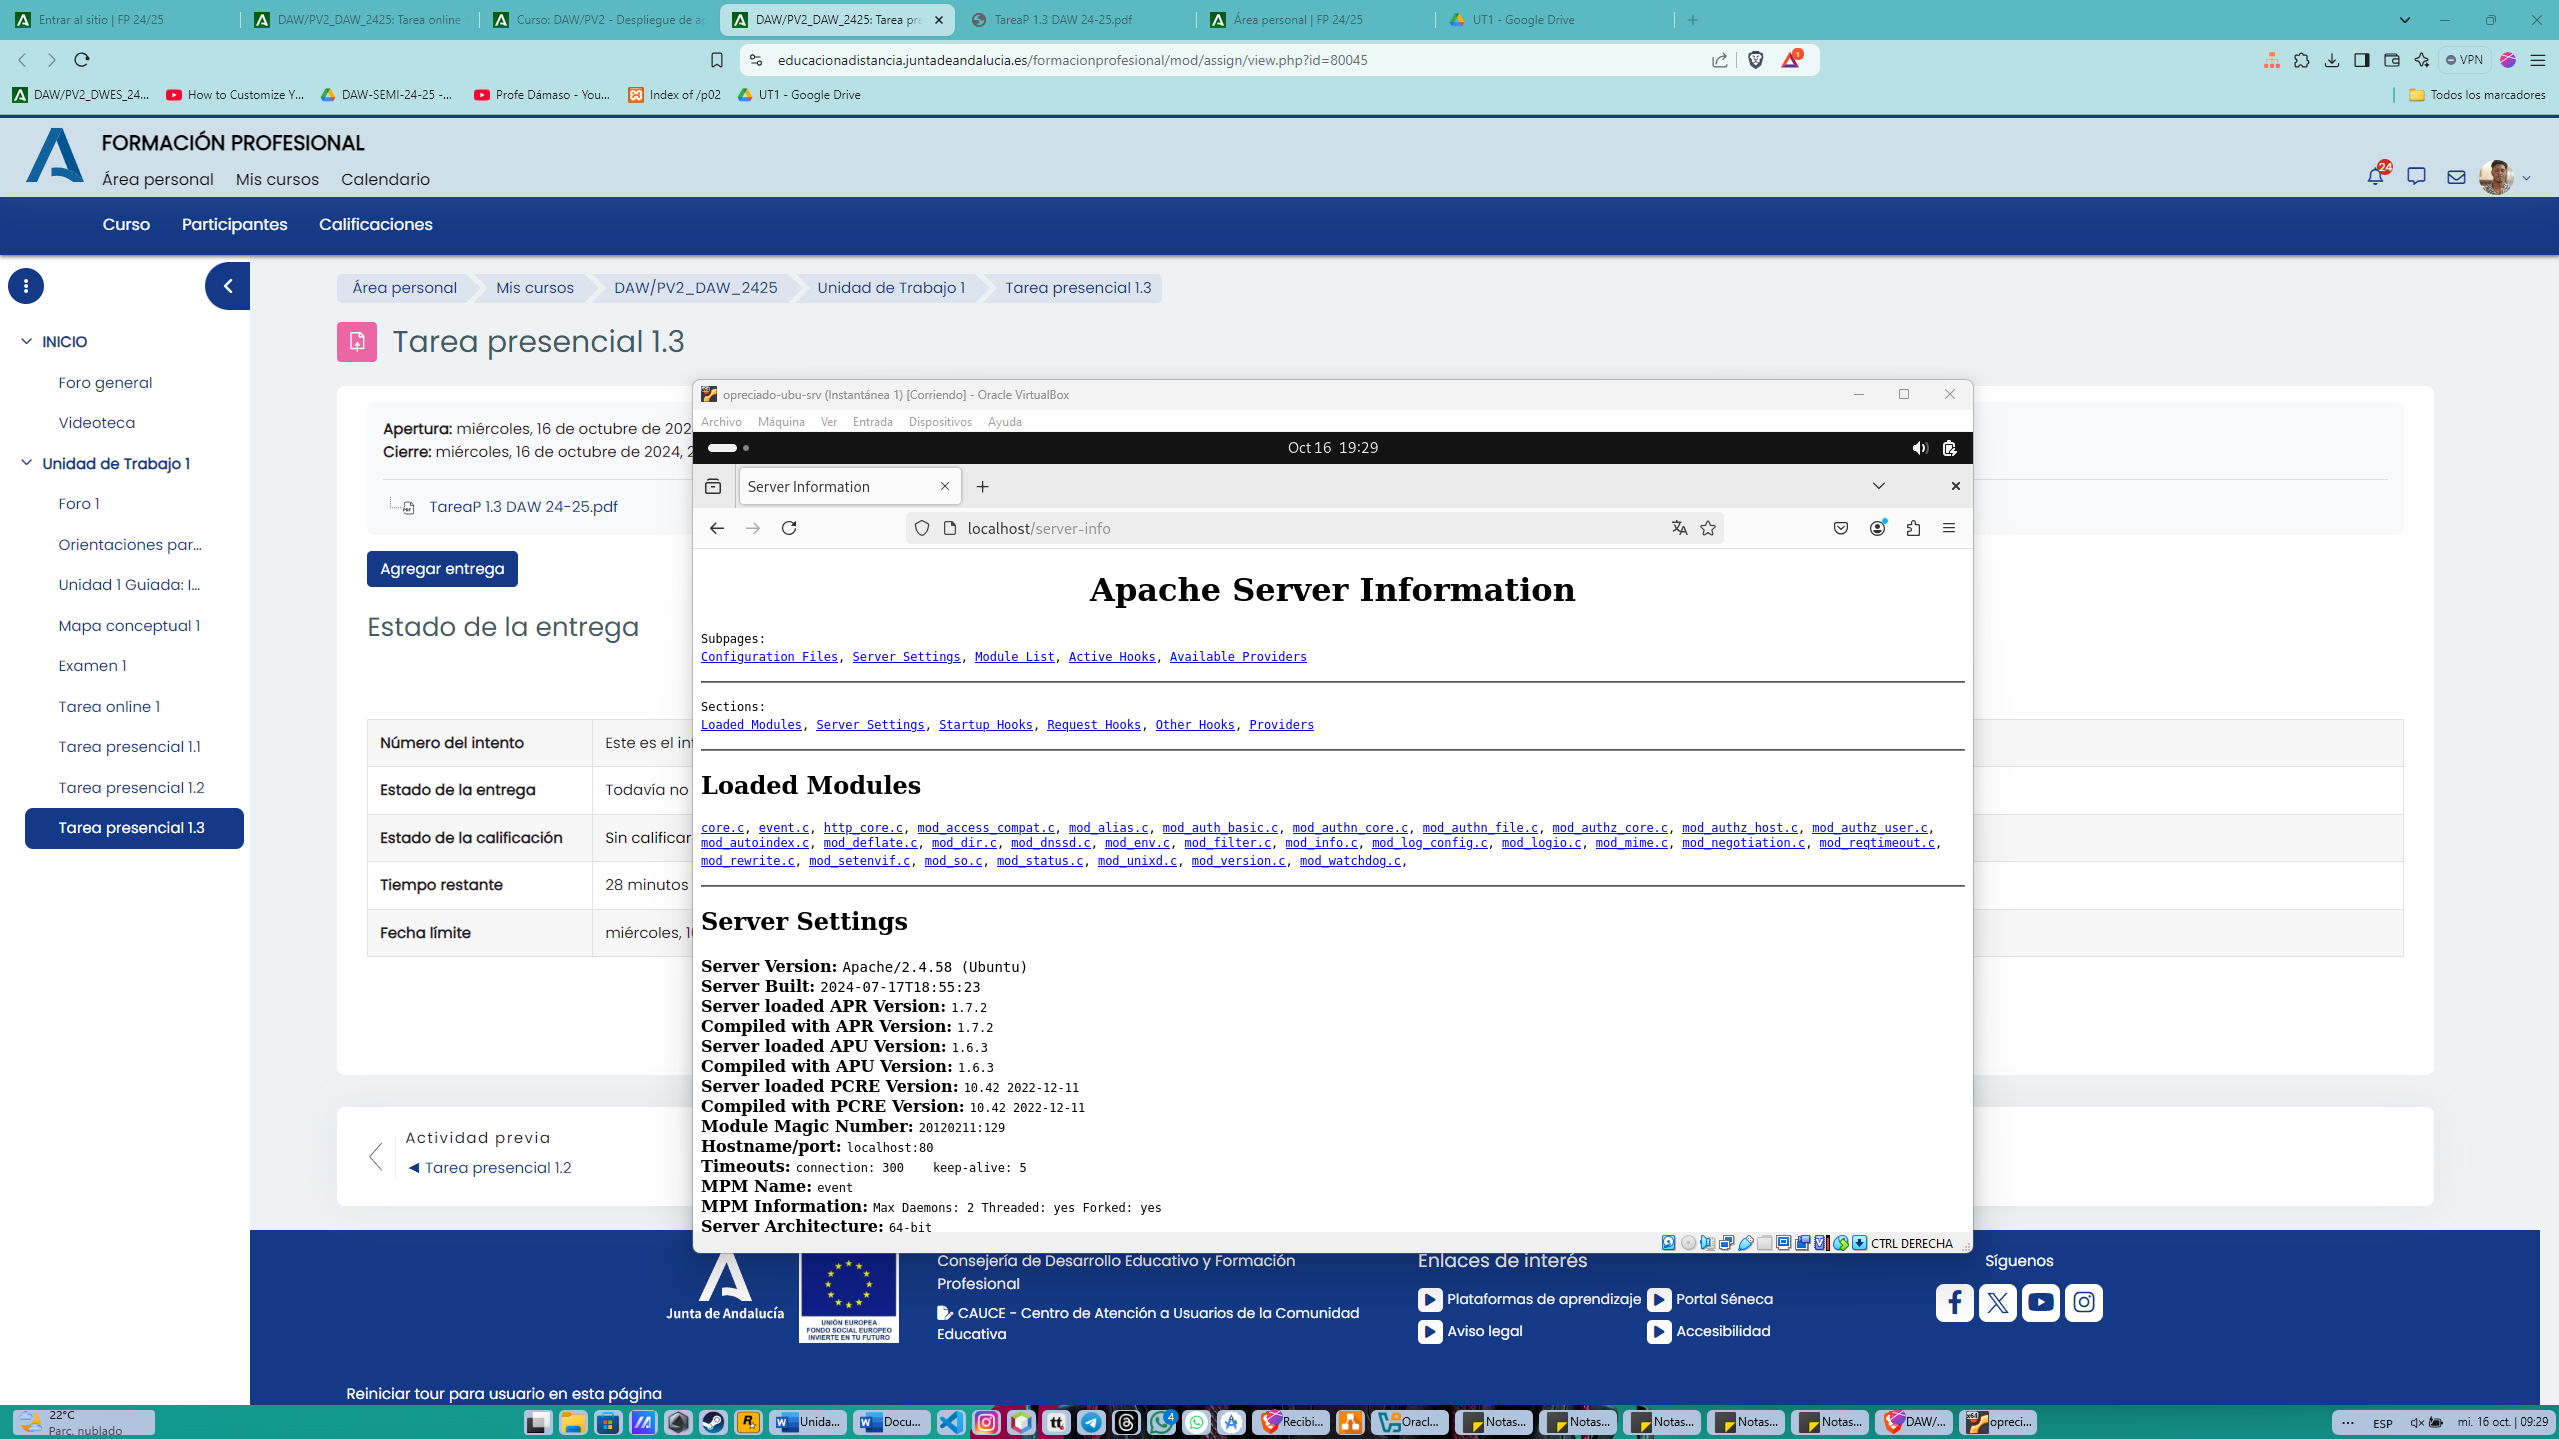 Entrar al sitio | FP 24/25
DAW/PV2_DAW_2425: Tarea online
Curso: DAW/PV2 - Despliegue de ap
DAW/PV2_DAW_2425: Tarea pre
TareaP 1.3 DAW 24-25.pdf
Área personal | FP 24/25
UT1 - Google Drive
educacionadistancia.juntadeandalucia.es/formacionprofesional/mod/assign/view.php?id=80045
1
VPN
DAW/PV2_DWES_24...
How to Customize Y...
DAW-SEMI-24-25 -...
Profe Dámaso - You...
Index of /p02
UT1 - Google Drive
Todos los marcadores
FORMACIÓN PROFESIONAL
Área personal Mis cursos Calendario
24
Curso Participantes Calificaciones
INICIO
Foro general
Videoteca
Unidad de Trabajo 1
Foro 1
Orientaciones par...
Unidad 1 Guiada: I...
Mapa conceptual 1
Examen 1
Tarea online 1
Tarea presencial 1.1
Tarea presencial 1.2
Tarea presencial 1.3
Área personal Mis cursos DAW/PV2_DAW_2425 Unidad de Trabajo 1 Tarea presencial 1.3
Tarea presencial 1.3
Apertura: miércoles, 16 de octubre de 202
Cierre: miércoles, 16 de octubre de 2024, 2
TareaP 1.3 DAW 24-25.pdf
Agregar entrega
Estado de la entrega
Número del intento Este es el in
Estado de la entrega Todavía no
Estado de la calificación Sin calificar
Tiempo restante 28 minutos
Fecha límite miércoles, 1
Actividad previa
◄ Tarea presencial 1.2
opreciado-ubu-srv (Instantánea 1) [Corriendo] - Oracle VirtualBox
Archivo Máquina Ver Entrada Dispositivos Ayuda
Oct 16 19:29
Server Information
localhost/server-info
Apache Server Information
Subpages:
Configuration Files, Server Settings, Module List, Active Hooks, Available Providers
Sections:
Loaded Modules, Server Settings, Startup Hooks, Request Hooks, Other Hooks, Providers
Loaded Modules
core.c, event.c, http_core.c, mod_access_compat.c, mod_alias.c, mod_auth_basic.c, mod_authn_core.c, mod_authn_file.c, mod_authz_core.c, mod_authz_host.c, mod_authz_user.c,
mod_autoindex.c, mod_deflate.c, mod_dir.c, mod_dnssd.c, mod_env.c, mod_filter.c, mod_info.c, mod_log_config.c, mod_logio.c, mod_mime.c, mod_negotiation.c, mod_reqtimeout.c,
mod_rewrite.c, mod_setenvif.c, mod_so.c, mod_status.c, mod_unixd.c, mod_version.c, mod_watchdog.c,
Server Settings
Server Version: Apache/2.4.58 (Ubuntu)
Server Built: 2024-07-17T18:55:23
Server loaded APR Version: 1.7.2
Compiled with APR Version: 1.7.2
Server loaded APU Version: 1.6.3
Compiled with APU Version: 1.6.3
Server loaded PCRE Version: 10.42 2022-12-11
Compiled with PCRE Version: 10.42 2022-12-11
Module Magic Number: 20120211:129
Hostname/port: localhost:80
Timeouts: connection: 300 keep-alive: 5
MPM Name: event
MPM Information: Max Daemons: 2 Threaded: yes Forked: yes
Server Architecture: 64-bit
CTRL DERECHA
Junta de Andalucía
UNIÓN EUROPEA
FONDO SOCIAL EUROPEO
INVIERTE EN TU FUTURO
Consejería de Desarrollo Educativo y Formación
Profesional
CAUCE - Centro de Atención a Usuarios de la Comunidad
Educativa
Enlaces de interés
Plataformas de aprendizaje
Portal Séneca
Aviso legal
Accesibilidad
Síguenos
Reiniciar tour para usuario en esta página
22°C
Parc. nublado
Unida...
Docu...
4
Recibi...
Oracl...
Notas...
Notas...
Notas...
Notas...
Notas...
DAW/...
opreci...
ESP
mi. 16 oct. | 09:29